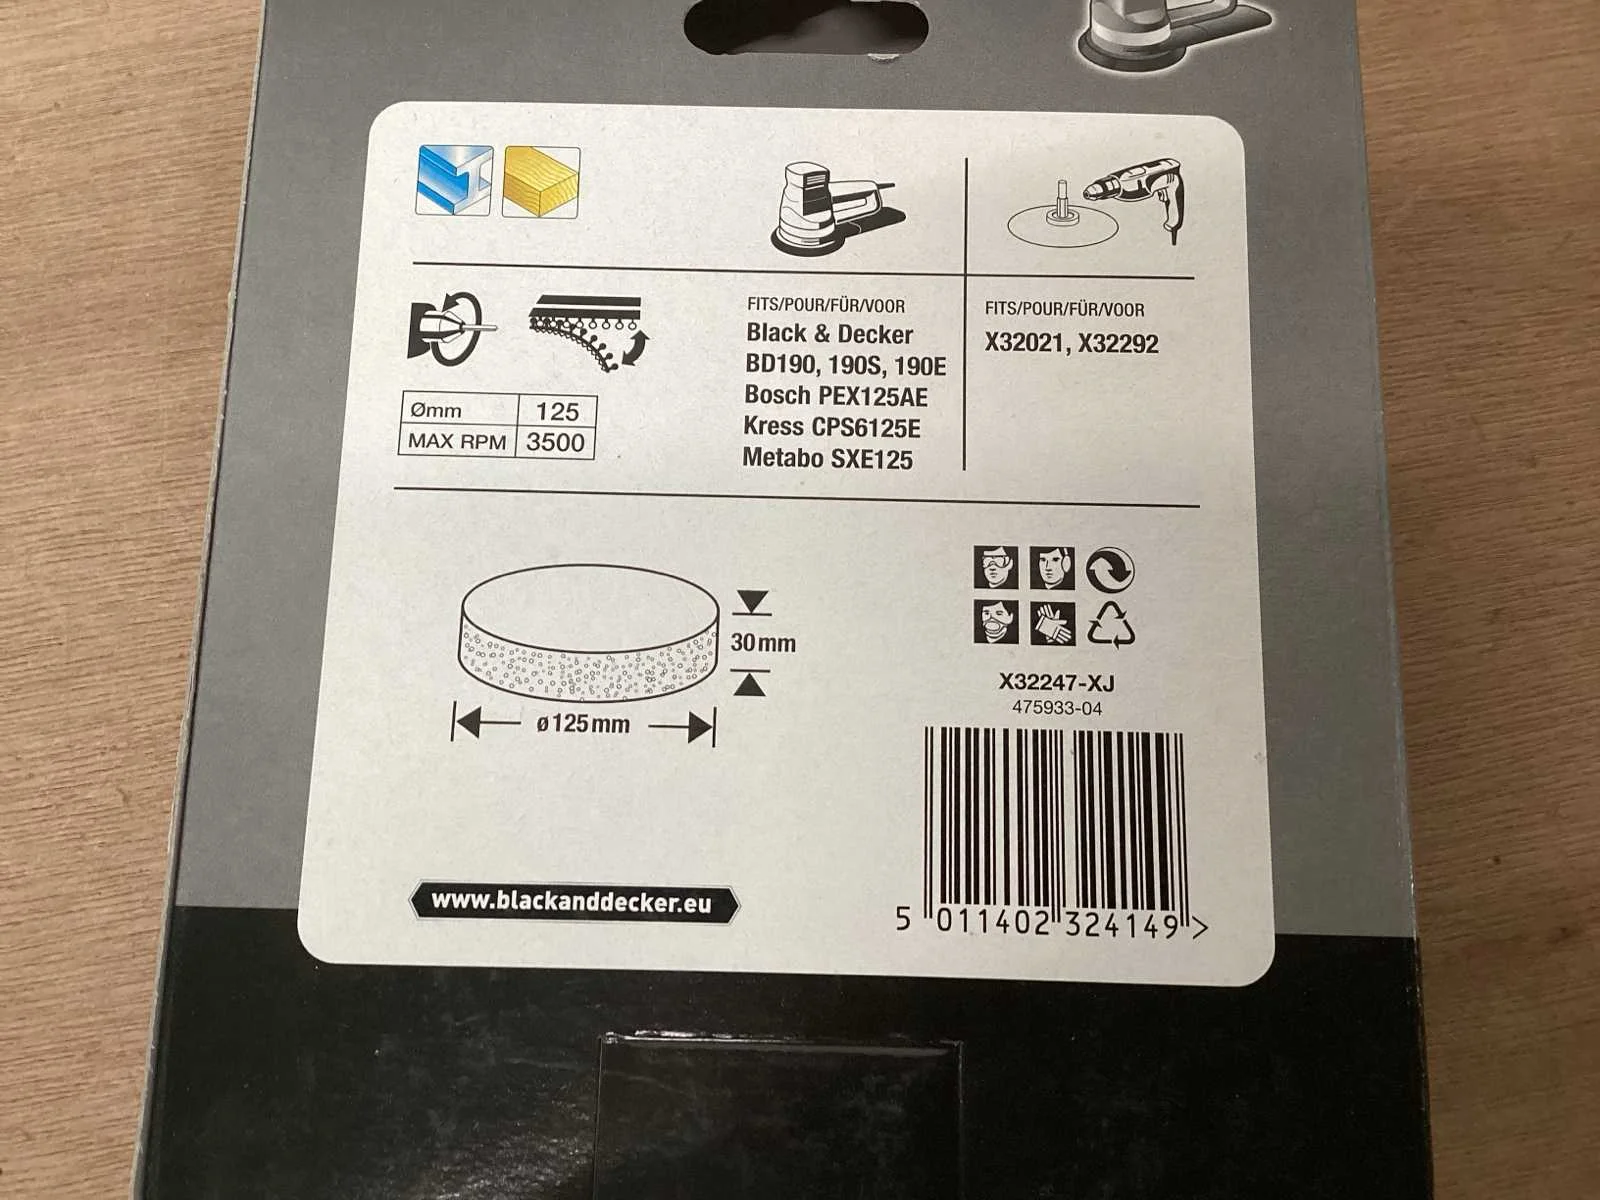 FITS/POUR/FÜR/VOOR
Black & Decker
BD190, 190S, 190E
Bosch PEX125AE
Kress CPS6125E
Metabo SXE125
FITS/POUR/FÜR/VOOR
X32021, X32292
Ømm 125
MAX RPM 3500
30mm
ø125mm
X32247-XJ
475933-04
www.blackanddecker.eu
5 011402 324149 >